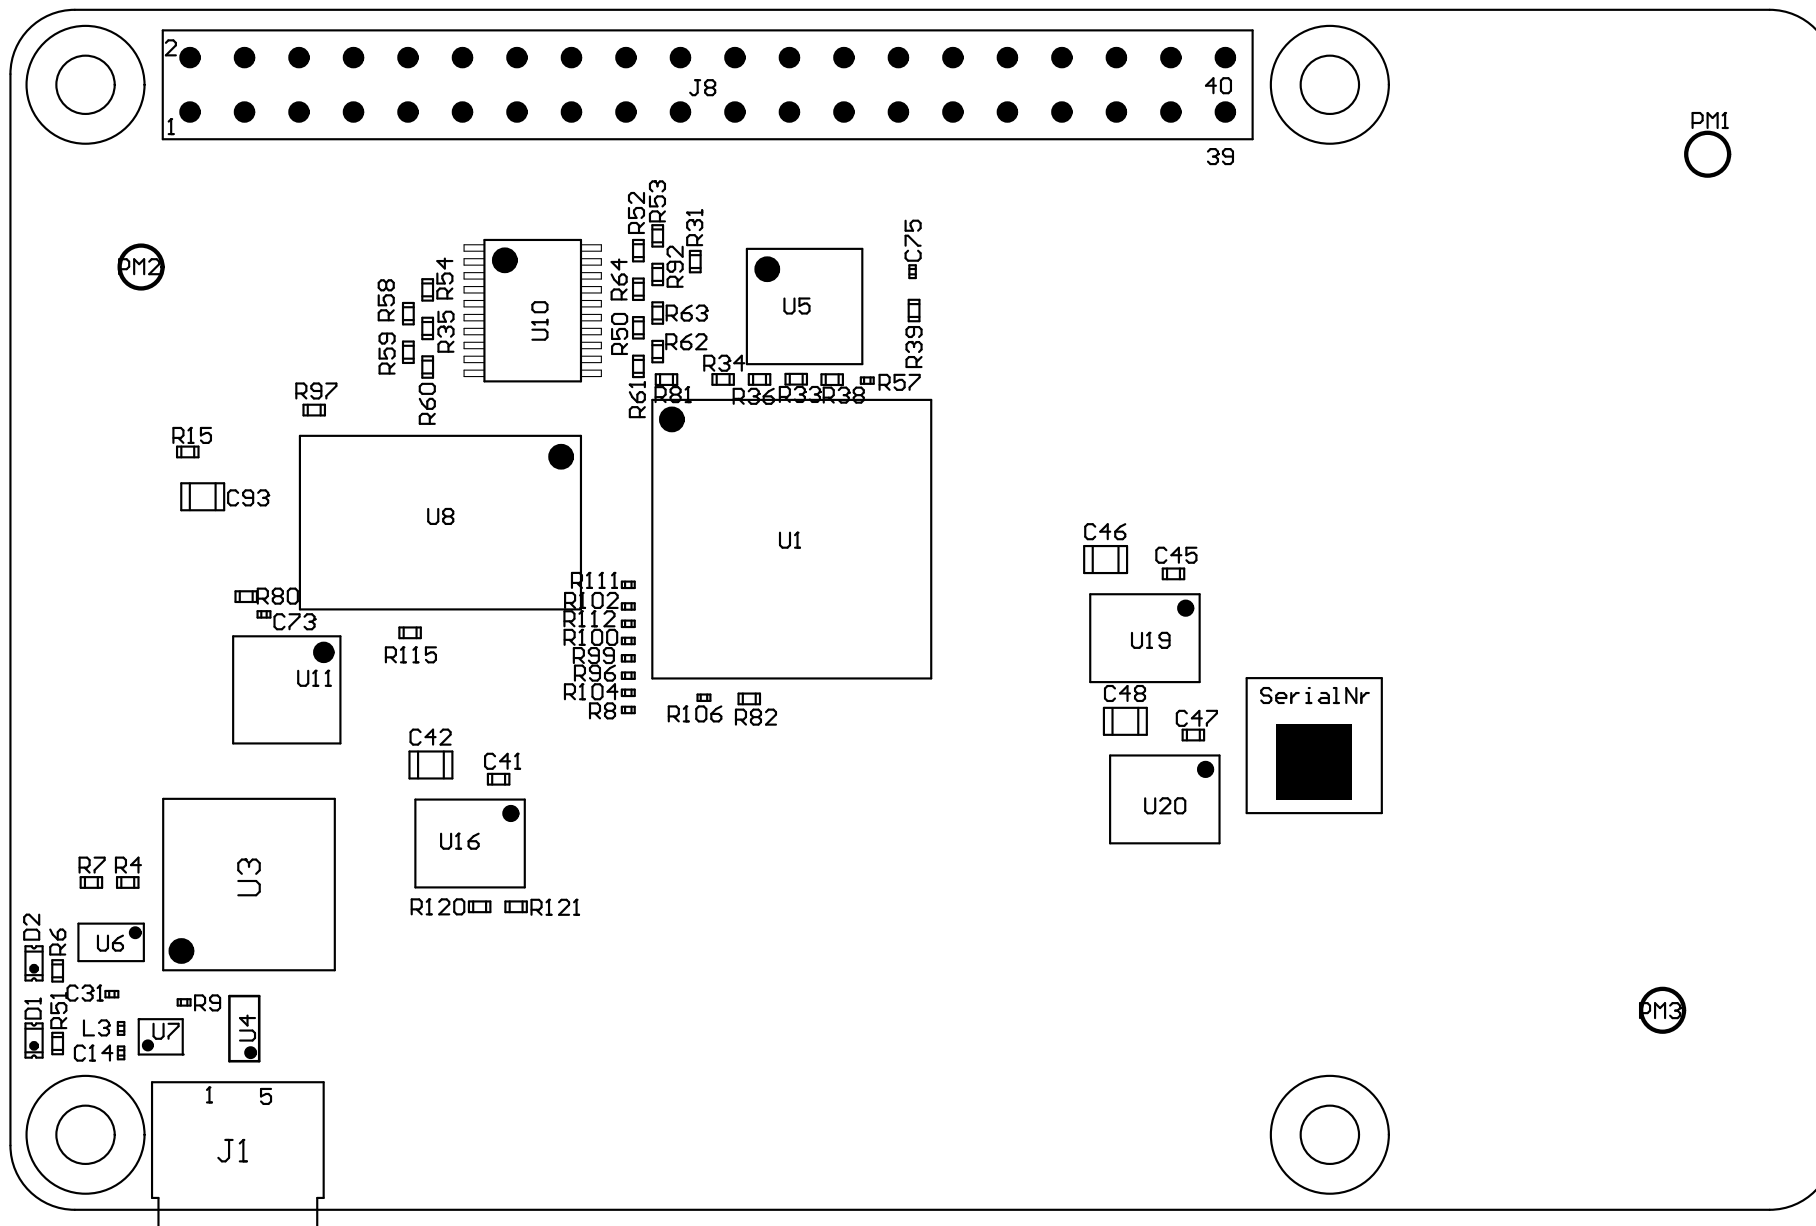 2
J8
40
1
39
PM1
R52
R53
R31
C75
PM2
R58
R54
R64
R92
U10
U5
R63
R59
R35
R50
R62
R39
R34
R57
R97
R60
R61
R81
R36
R33
R38
R15
C93
U8
U1
C46
C45
R111
R80
R102
C73
R112
R100
U19
R115
R99
R96
U11
R104
C48
SerialNr
R8
R106
R82
C47
C42
C41
U20
U16
U3
R7
R4
R120
R121
D2
R6
U6
C31
R9
D1
R51
L3
U7
U4
PM3
C14
1
5
J1